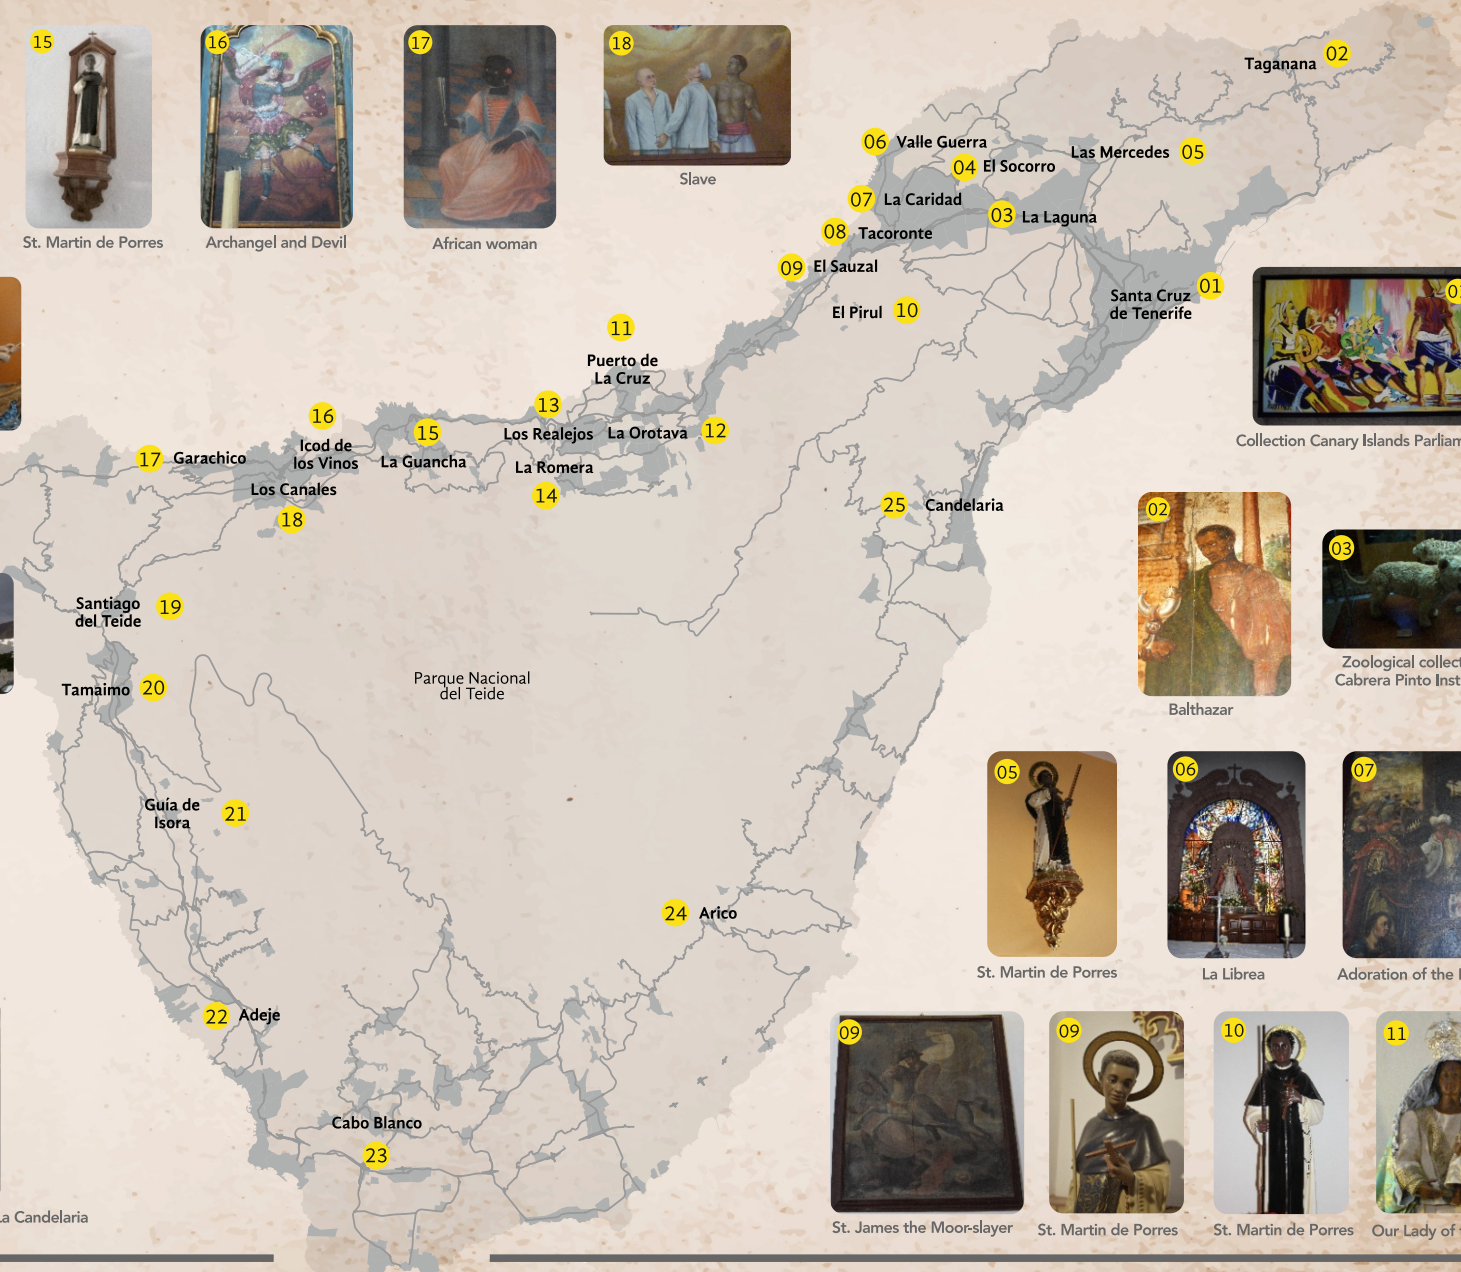 15
St. Martin de Porres
16
Archangel and Devil
17
African woman
18
Slave
02
Taganana
06
Valle Guerra
04
El Socorro
Las Mercedes
05
07
La Caridad
03
La Laguna
08
Tacoronte
09
El Sauzal
El Pirul
10
Santa Cruz
de Tenerife
01
Collection Canary Islands Parliam
11
Puerto de
La Cruz
13
Los Realejos
La Orotava
12
La Romera
14
16
Icod de
los Vinos
15
La Guancha
17
Garachico
Los Canales
18
25
Candelaria
02
Balthazar
03
Zoological collect
Cabrera Pinto Inst
Santiago
del Teide
19
Tamaimo
20
Parque Nacional
del Teide
Guía de
Isora
21
24
Arico
22
Adeje
Cabo Blanco
23
05
St. Martin de Porres
06
La Librea
07
Adoration of the
09
St. James the Moor-slayer
09
St. Martin de Porres
10
St. Martin de Porres
11
Our Lady of
La Candelaria